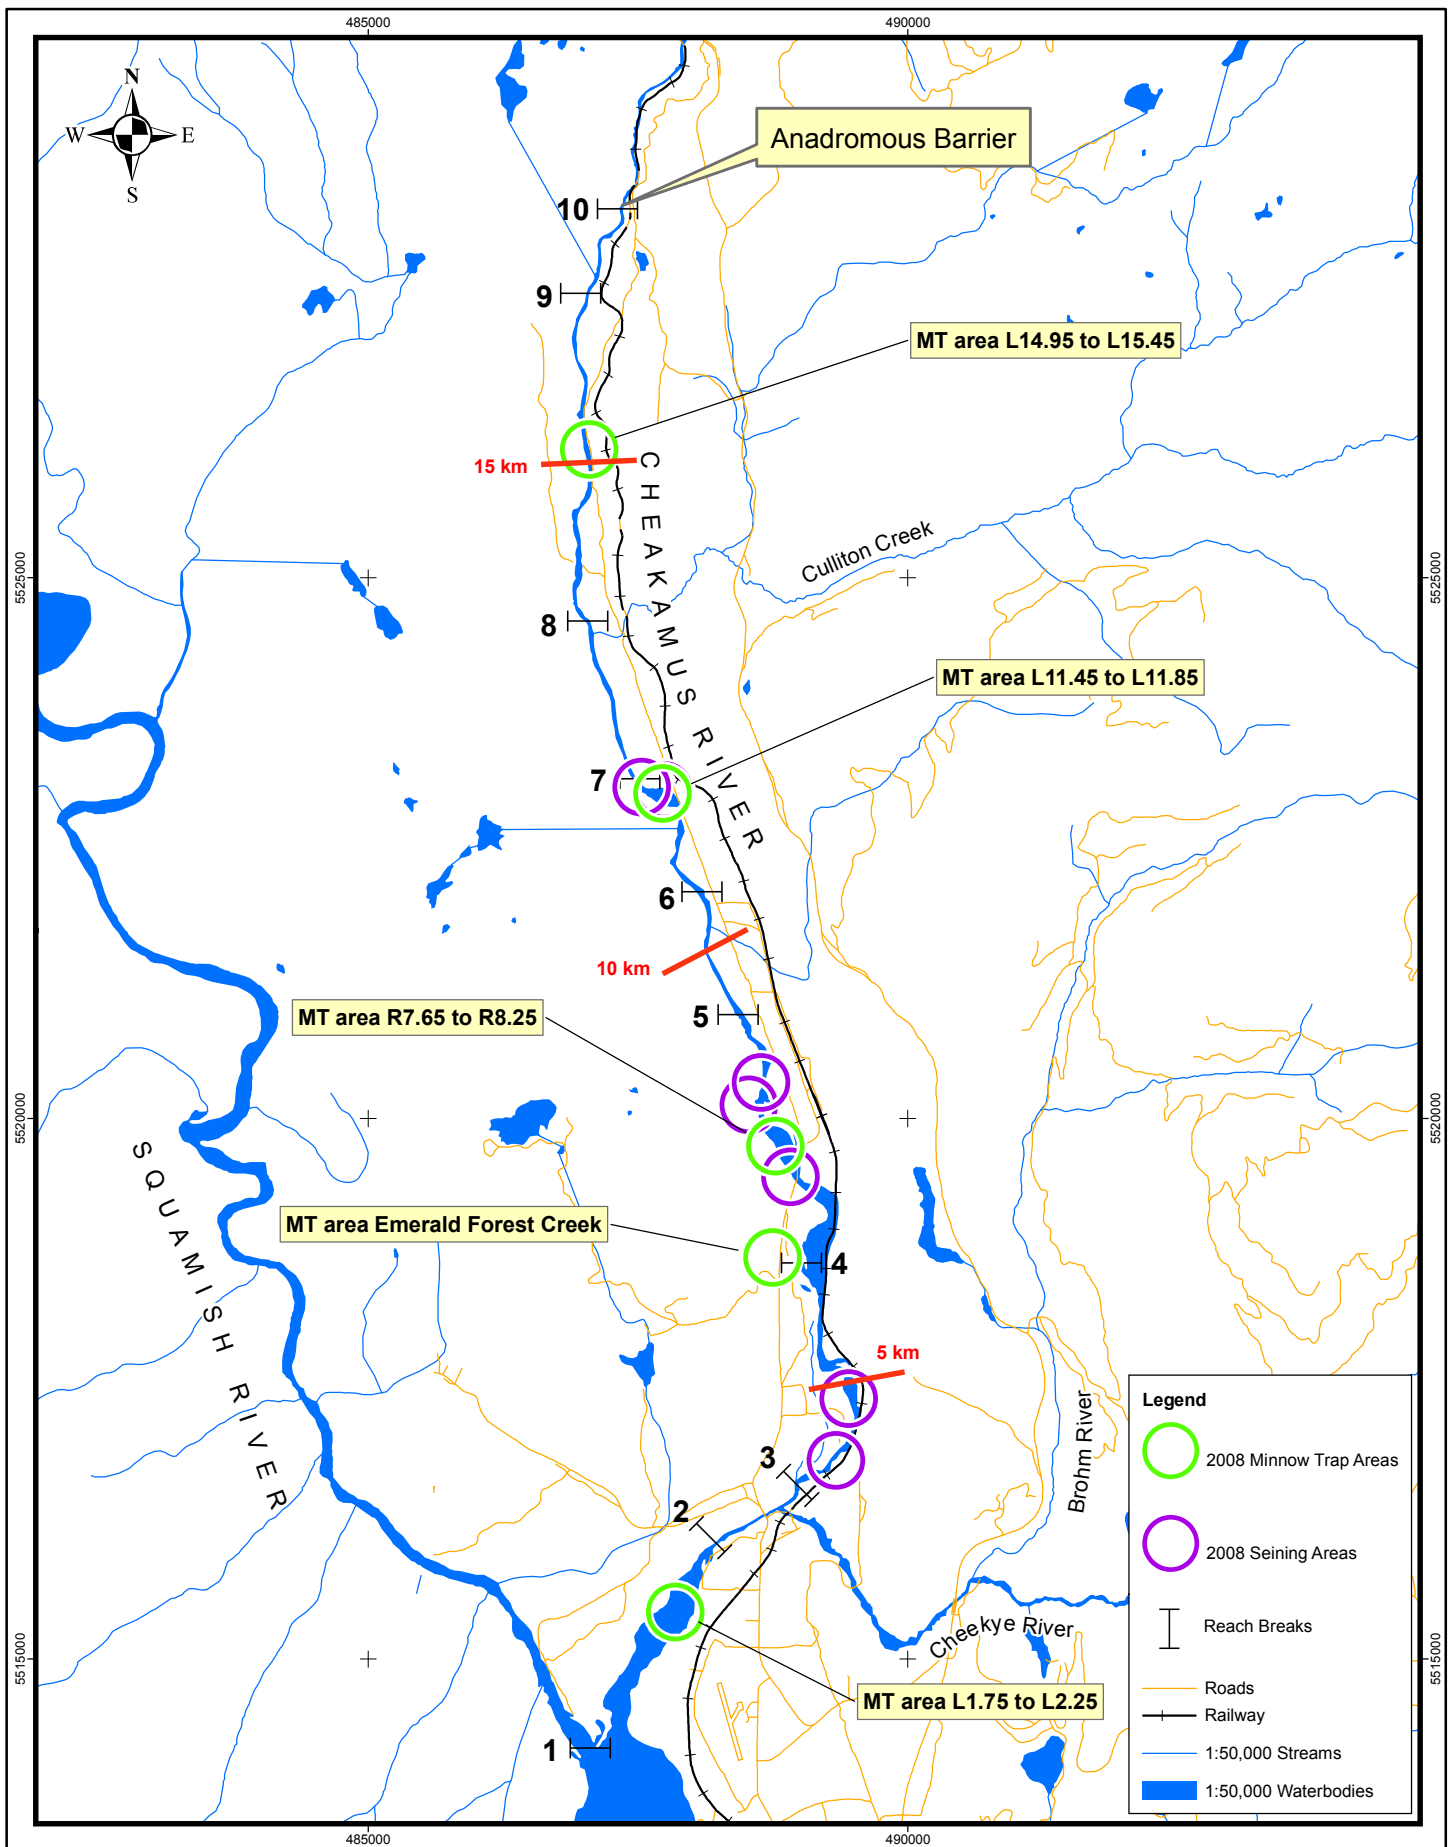 485000
490000
N
W
E
S
Anadromous Barrier
10
9
MT area L14.95 to L15.45
15 km
CHEAKAMUS RIVER
Culliton Creek
5525000
5525000
8
MT area L11.45 to L11.85
7
6
10 km
MT area R7.65 to R8.25
5
5520000
5520000
SQUAMISH RIVER
MT area Emerald Forest Creek
4
5 km
3
2
Brohm River
Cheekye River
5515000
5515000
MT area L1.75 to L2.25
1
Legend
2008 Minnow Trap Areas
2008 Seining Areas
Reach Breaks
Roads
Railway
1:50,000 Streams
1:50,000 Waterbodies
485000
490000